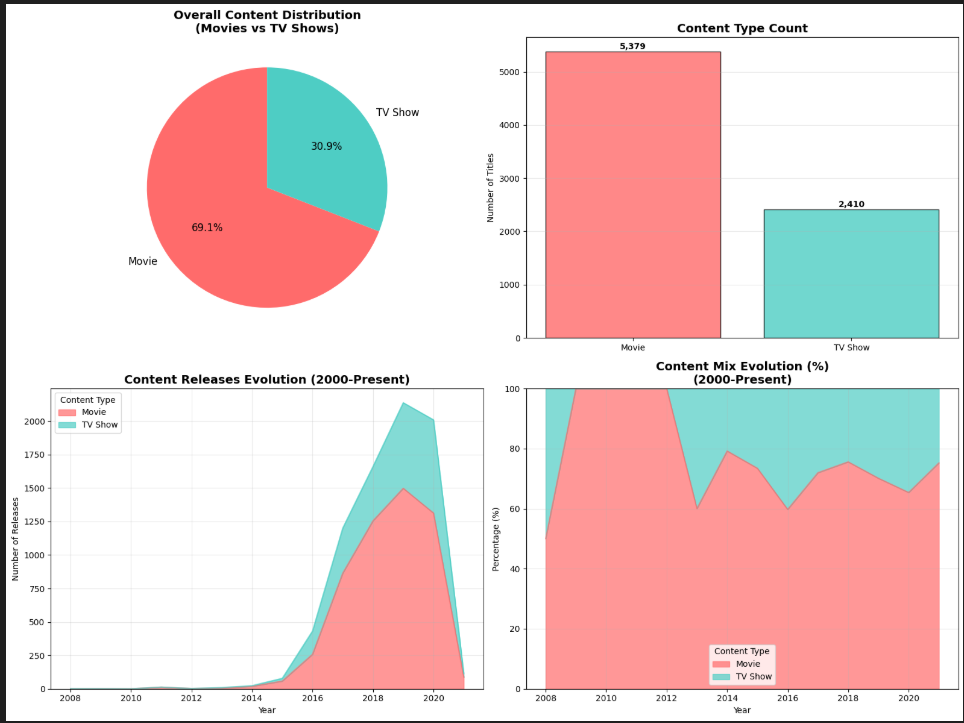 Overall Content Distribution
(Movies vs TV Shows)
TV Show
30.9%
69.1%
Movie
Content Type Count
5,379
2,410
5000
4000
3000
2000
1000
0
Number of Titles
Movie
TV Show
Content Releases Evolution (2000-Present)
Content Type
Movie
TV Show
2000
1750
1500
1250
1000
750
500
250
0
Number of Releases
2008
2010
2012
2014
2016
2018
2020
Year
Content Mix Evolution (%)
(2000-Present)
100
80
60
40
20
0
Percentage (%)
Content Type
Movie
TV Show
2008
2010
2012
2014
2016
2018
2020
Year